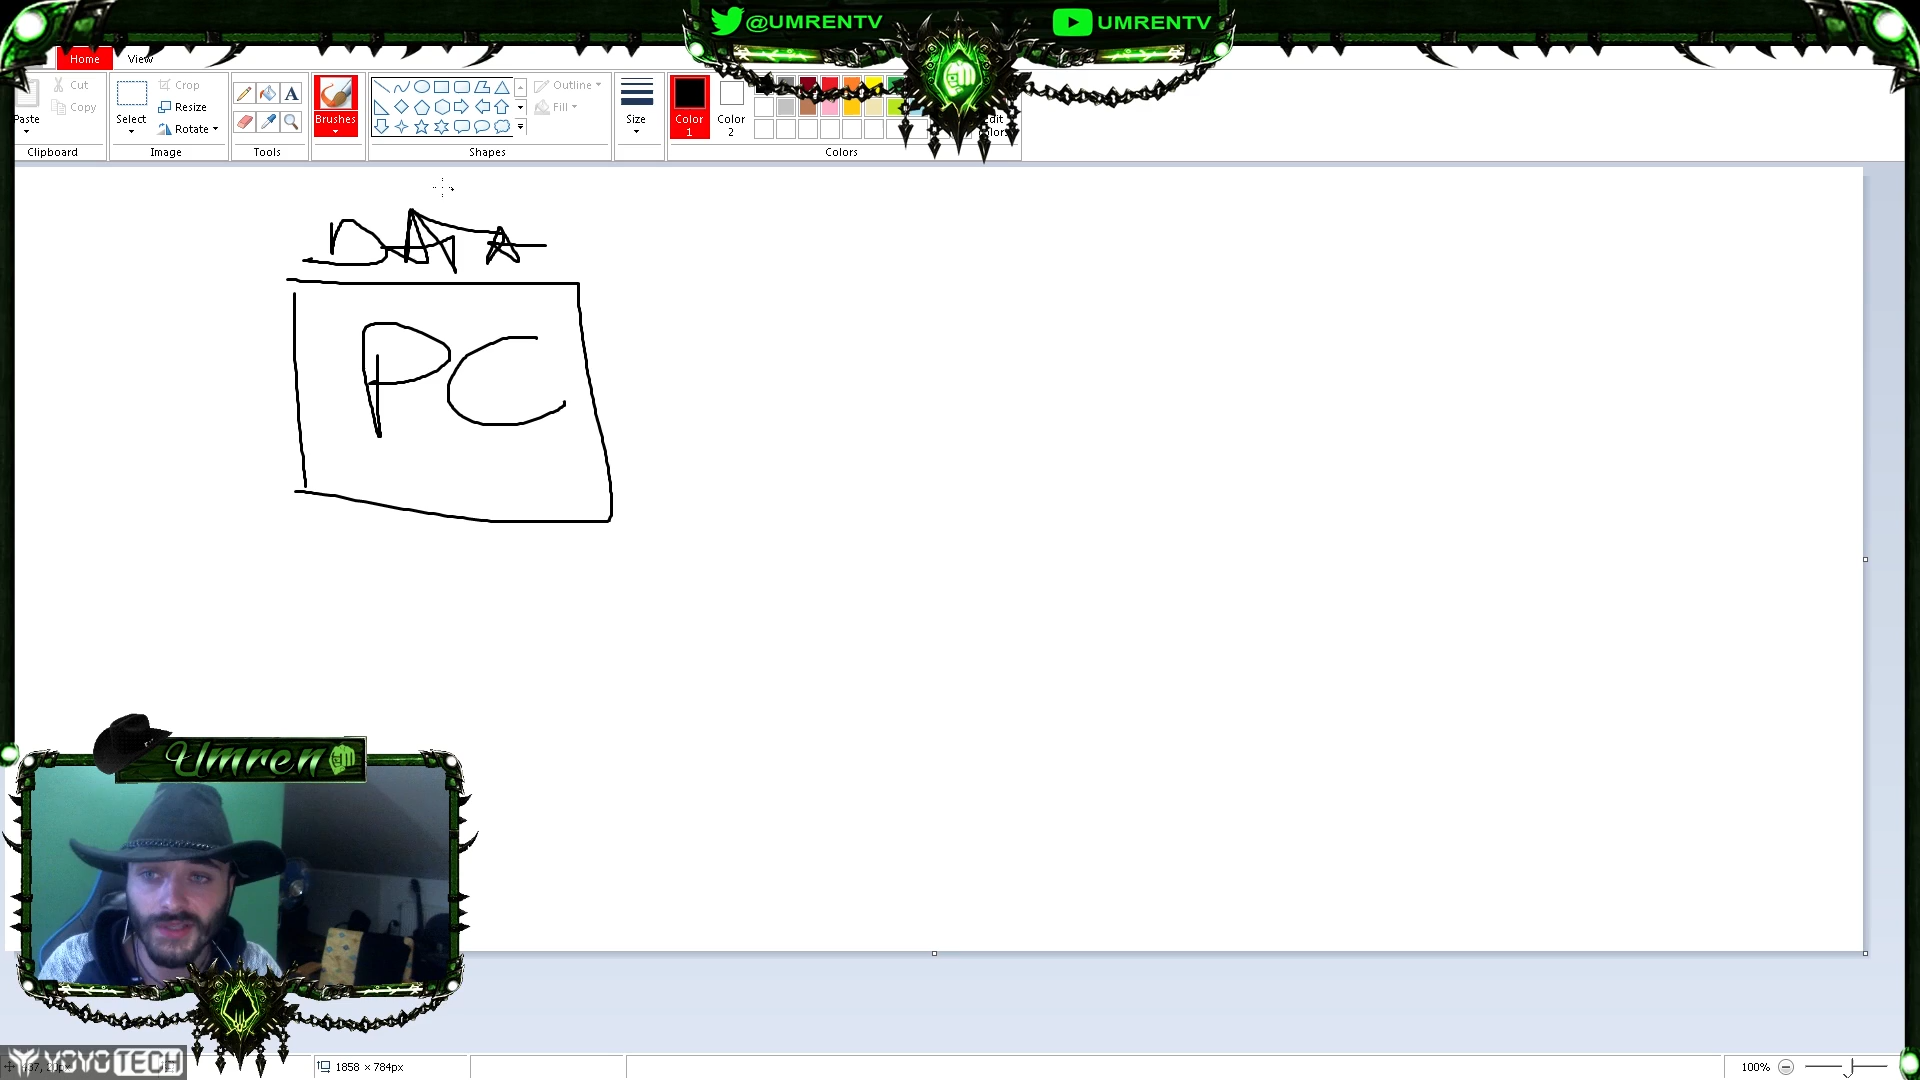 @UMRENTV UMRENTV
Home View
Cut Crop Outline
Paste Copy Select Resize Rotate Brushes Fill Size Color 1 Color 2
Clipboard Image Tools Shapes Colors
DATA
PC
Umren
VOYOTECH
1858 × 784px 100%